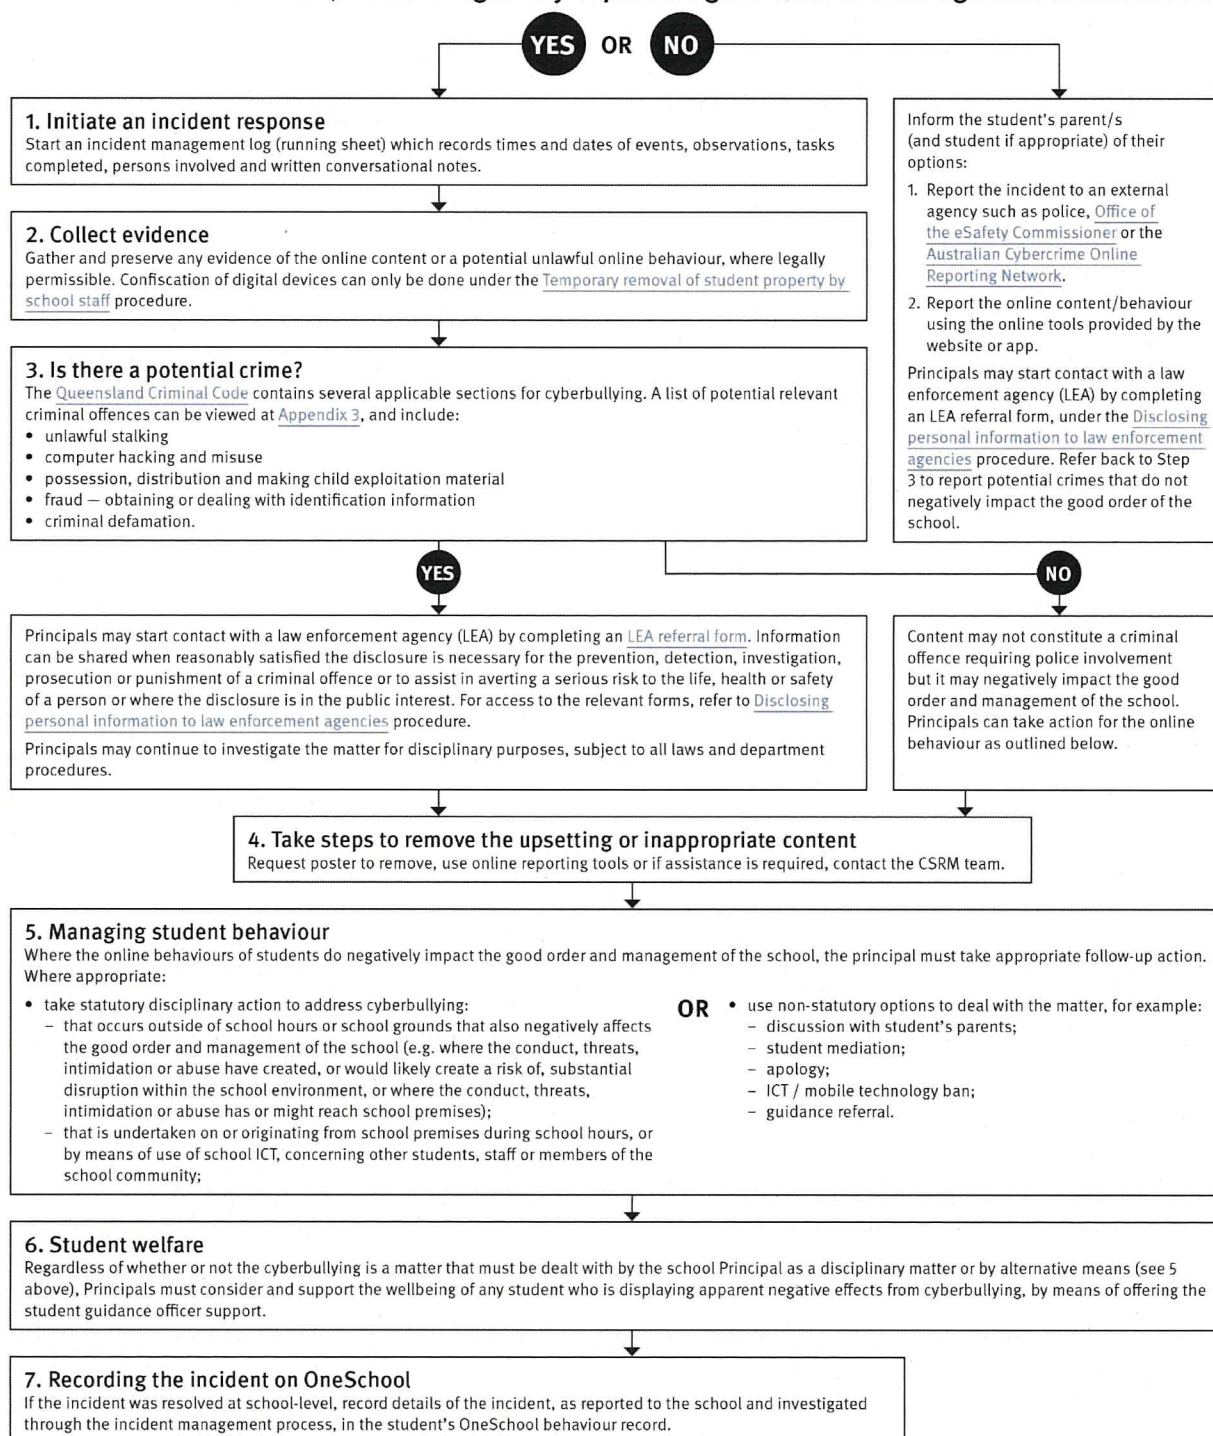 YES OR NO
1. Initiate an incident response
Start an incident management log (running sheet) which records times and dates of events, observations, tasks
completed, persons involved and written conversational notes.
2. Collect evidence
Gather and preserve any evidence of the online content or a potential unlawful online behaviour, where legally
permissible. Confiscation of digital devices can only be done under the Temporary removal of student property by
school staff procedure.
3. Is there a potential crime?
The Queensland Criminal Code contains several applicable sections for cyberbullying. A list of potential relevant
criminal offences can be viewed at Appendix 3, and include:
• unlawful stalking
• computer hacking and misuse
• possession, distribution and making child exploitation material
• fraud — obtaining or dealing with identification information
• criminal defamation.
Inform the student's parent/s
(and student if appropriate) of their
options:
1. Report the incident to an external
agency such as police, Office of
the eSafety Commissioner or the
Australian Cybercrime Online
Reporting Network.
2. Report the online content/behaviour
using the online tools provided by the
website or app.
Principals may start contact with a law
enforcement agency (LEA) by completing
an LEA referral form, under the Disclosing
personal information to law enforcement
agencies procedure. Refer back to Step
3 to report potential crimes that do not
negatively impact the good order of the
school.
YES
NO
Principals may start contact with a law enforcement agency (LEA) by completing an LEA referral form. Information
can be shared when reasonably satisfied the disclosure is necessary for the prevention, detection, investigation,
prosecution or punishment of a criminal offence or to assist in averting a serious risk to the life, health or safety
of a person or where the disclosure is in the public interest. For access to the relevant forms, refer to Disclosing
personal information to law enforcement agencies procedure.
Principals may continue to investigate the matter for disciplinary purposes, subject to all laws and department
procedures.
Content may not constitute a criminal
offence requiring police involvement
but it may negatively impact the good
order and management of the school.
Principals can take action for the online
behaviour as outlined below.
4. Take steps to remove the upsetting or inappropriate content
Request poster to remove, use online reporting tools or if assistance is required, contact the CSRM team.
5. Managing student behaviour
Where the online behaviours of students do negatively impact the good order and management of the school, the principal must take appropriate follow-up action.
Where appropriate:
• take statutory disciplinary action to address cyberbullying:
– that occurs outside of school hours or school grounds that also negatively affects
the good order and management of the school (e.g. where the conduct, threats,
intimidation or abuse have created, or would likely create a risk of, substantial
disruption within the school environment, or where the conduct, threats,
intimidation or abuse has or might reach school premises);
– that is undertaken on or originating from school premises during school hours, or
by means of use of school ICT, concerning other students, staff or members of the
school community;
OR
• use non-statutory options to deal with the matter, for example:
– discussion with student's parents;
– student mediation;
– apology;
– ICT / mobile technology ban;
– guidance referral.
6. Student welfare
Regardless of whether or not the cyberbullying is a matter that must be dealt with by the school Principal as a disciplinary matter or by alternative means (see 5
above), Principals must consider and support the wellbeing of any student who is displaying apparent negative effects from cyberbullying, by means of offering the
student guidance officer support.
7. Recording the incident on OneSchool
If the incident was resolved at school-level, record details of the incident, as reported to the school and investigated
through the incident management process, in the student's OneSchool behaviour record.